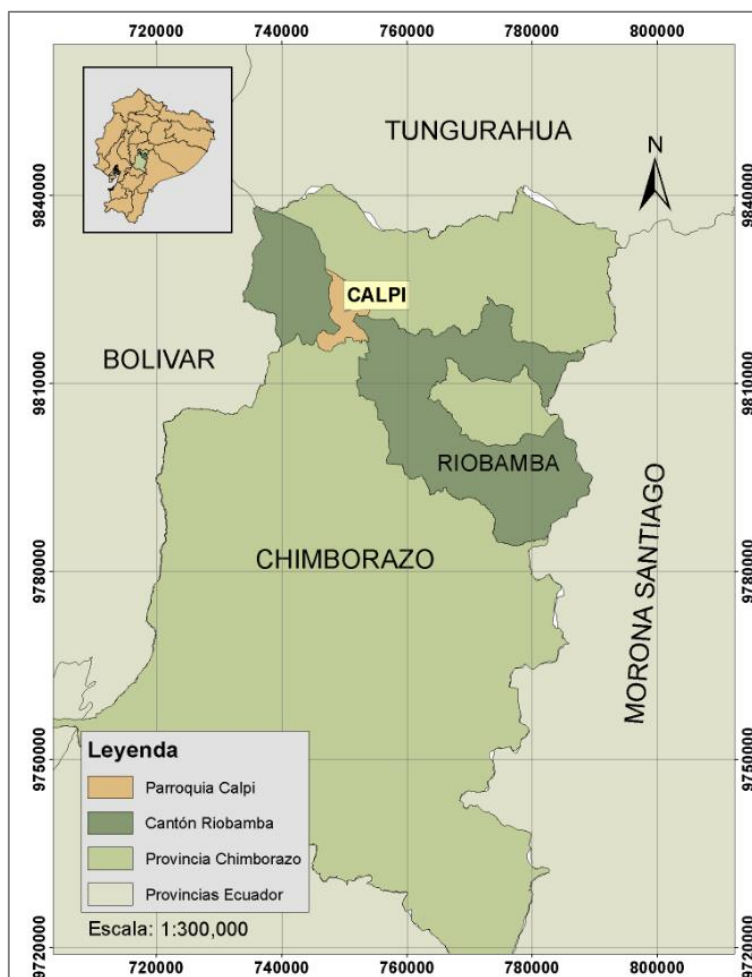 720000 740000 760000 780000 800000
TUNGURAHUA
N
9840000 9840000
CALPI
BOLIVAR
9810000 9810000
RIOBAMBA
CHIMBORAZO
MORONA SANTIAGO
9780000 9780000
9750000 9750000
Leyenda
Parroquia Calpi
Cantón Riobamba
Provincia Chimborazo
Provincias Ecuador
Escala: 1:300,000
9720000 9720000
720000 740000 760000 780000 800000